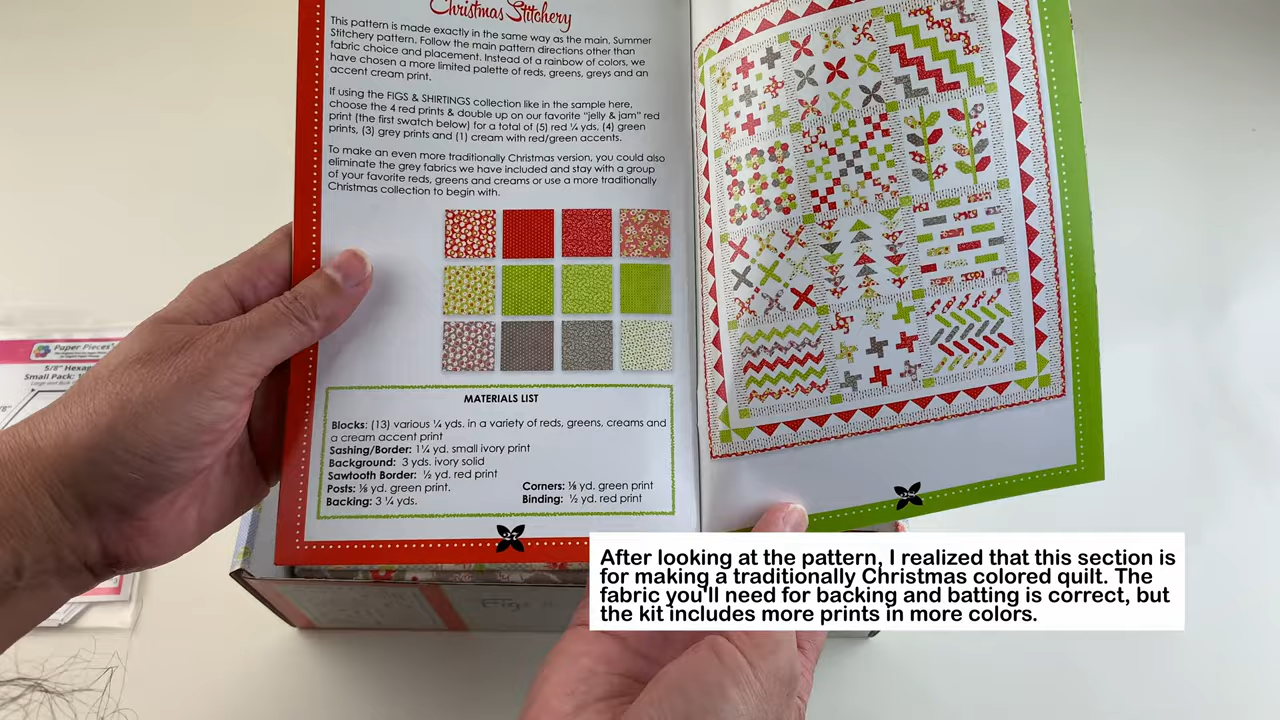 Christmas Stitchery
This pattern is made exactly in the same way as the main, Summer
Stitchery pattern. Follow the main pattern directions other than
fabric choice and placement. Instead of a rainbow of colors, we
have chosen a more limited palette of reds, greens, greys and an
accent cream print.
If using the FIGS & SHIRTINGS collection like in the sample here,
choose the 4 red prints & double up on our favorite “jelly & jam” red
print (the first swatch below) for a total of (5) red ¼ yds, (4) green
prints, (3) grey prints and (1) cream with red/green accents.
To make an even more traditionally Christmas version, you could also
eliminate the grey fabrics we have included and stay with a group
of your favorite reds, greens and creams or use a more traditionally
Christmas collection to begin with.
MATERIALS LIST
Blocks: (13) various ¼ yds. in a variety of reds, greens, creams and
a cream accent print
Sashing/Border: 1¼ yd. small ivory print
Background: 3 yds. ivory solid
Sawtooth Border: ½ yd. red print
Posts: ⅛ yd. green print.
Corners: ⅛ yd. green print
Backing: 3 ¼ yds.
Binding: ½ yd. red print
Paper Pieces
5/8" Hexag
Small Pack: 1
Figs
After looking at the pattern, I realized that this section is
for making a traditionally Christmas colored quilt. The
fabric you'll need for backing and batting is correct, but
the kit includes more prints in more colors.